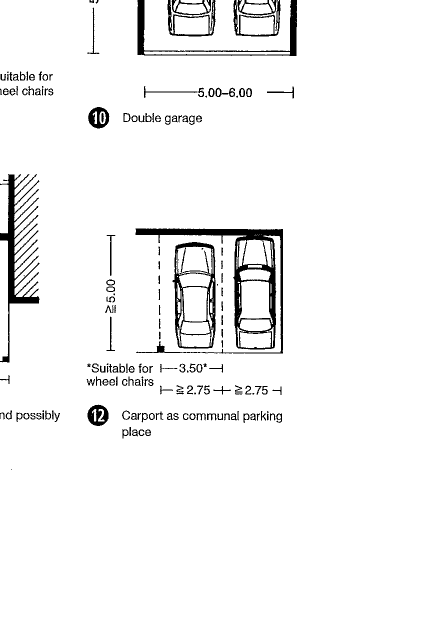 uitable for
eel chairs
5.00–6.00
10 Double garage
≧5.00
*Suitable for
wheel chairs
3.50*
≧2.75 ≧2.75
nd possibly
12 Carport as communal parking
place